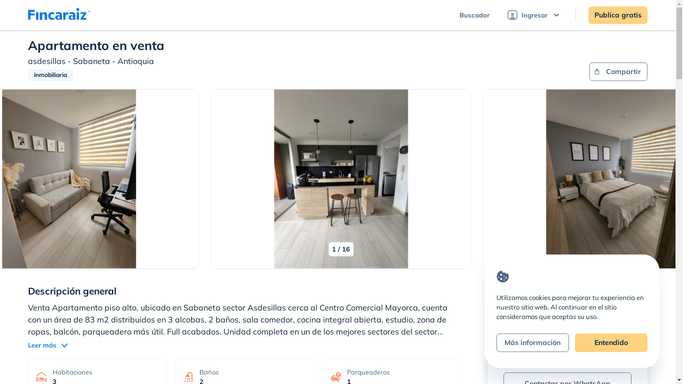 Fincaraiz
Buscador
Ingresar
Publica gratis
Apartamento en venta
asdesillas - Sabaneta - Antioquia
Inmobiliaria
Compartir
1 / 16
Descripción general
Venta Apartamento piso alto, ubicado en Sabaneta sector Asdesillas cerca al Centro Comercial Mayorca, cuenta
con un área de 83 m2 distribuidos en 3 alcobas, 2 baños, sala comedor, cocina integral abierta, estudio, zona de
ropas, balcón, parqueadero más útil. Full acabados. Unidad completa en un de los mejores sectores del sector...
Leer más
Habitaciones
3
Baños
2
Parqueaderos
1
Utilizamos cookies para mejorar tu experiencia en
nuestro sitio web. Al continuar en el sitio
consideramos que aceptas su uso.
Más información
Entendido
Contactar por WhatsApp